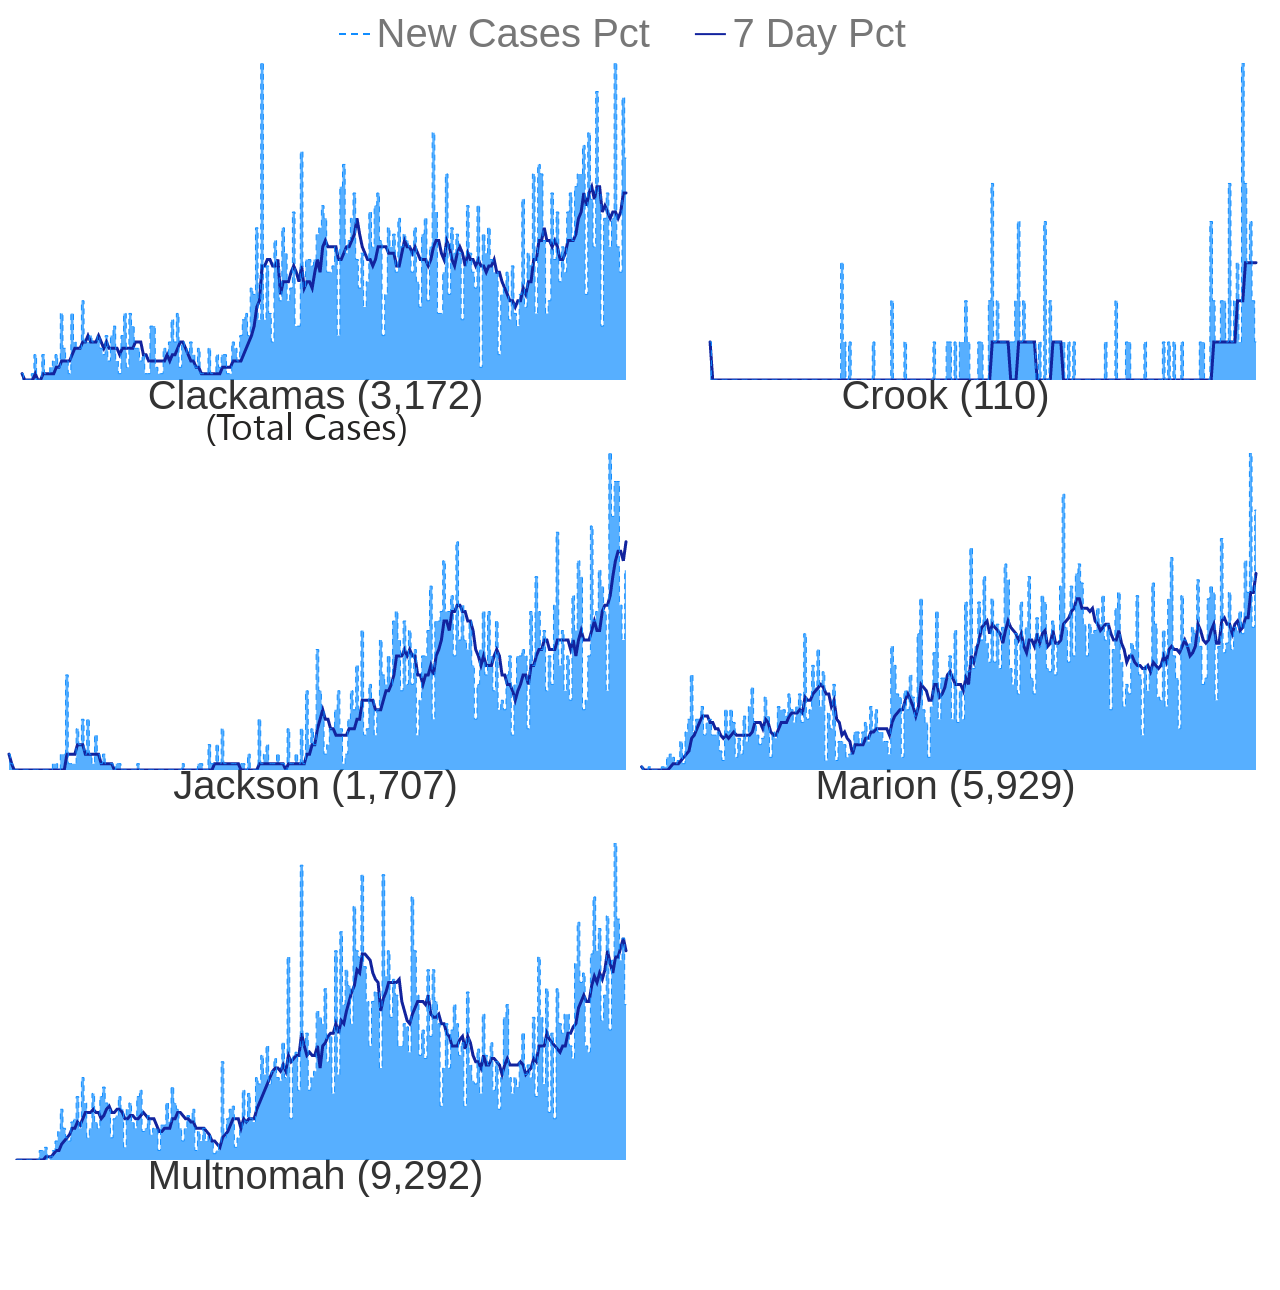 New Cases Pct 7 Day Pct
Clackamas (3,172) Crook (110)
(Total Cases)
Jackson (1,707) Marion (5,929)
Multnomah (9,292)